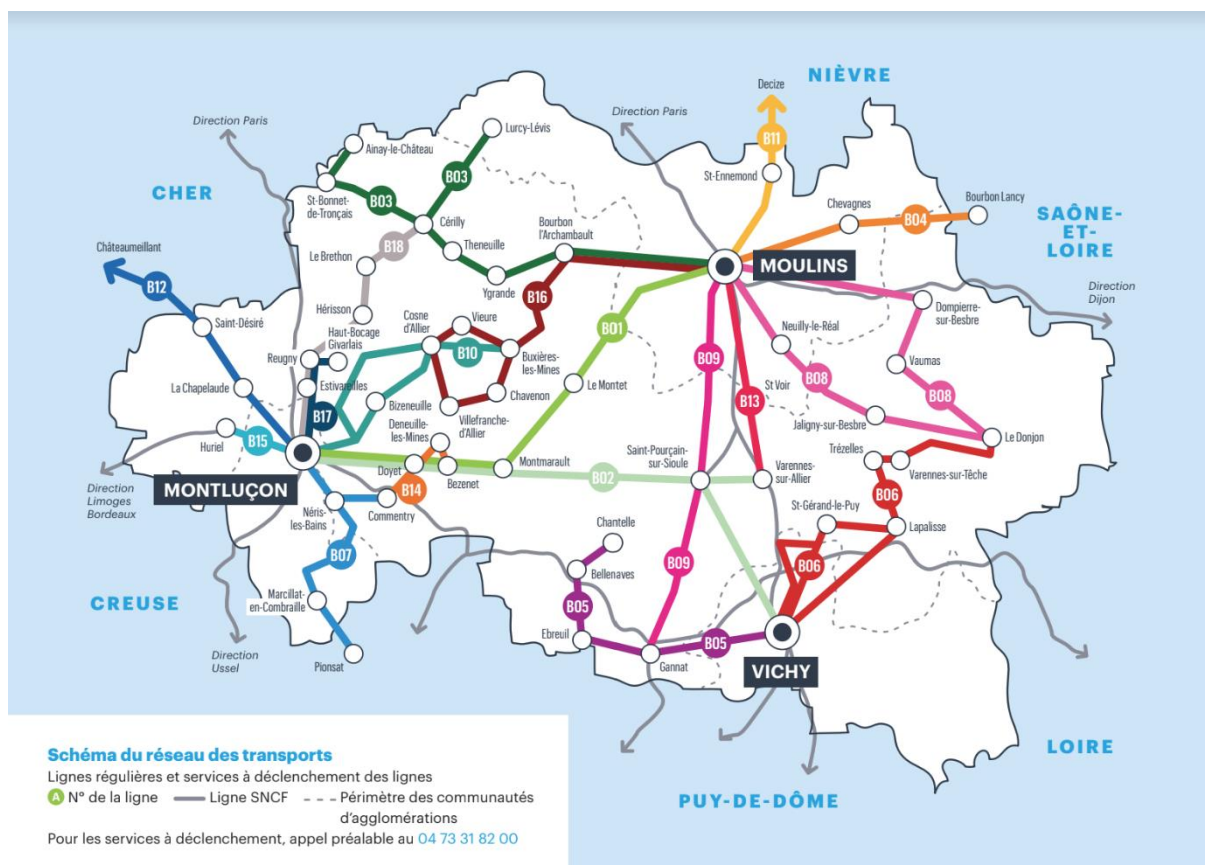 NIÈVRE
Decize
Direction Paris
Direction Paris
Lurcy-Lévis
Ainay-le-Château
B11
CHER
B03
St-Ennemond
St-Bonnet-
de-Tronçais
B03
Chevagnes
Bourbon Lancy
B04
Cérilly
Bourbon
l'Archambault
SAÔNE-
ET-
LOIRE
Châteaumeillant
B18
Theneuille
Le Brethon
MOULINS
B12
Ygrande
B16
Direction
Dijon
Hérisson
Cosne
d'Allier
Vieure
Dompierre-
sur-Besbre
Saint-Désiré
Haut-Bocage
Givarlais
B01
Neuilly-le-Réal
Reugny
B10
Buxières-
les-Mines
B09
Vaumas
La Chapelaude
Estivareilles
Le Montet
St Voir
B08
B17
Bizeneuille
Chavenon
B13
B08
Villefranche-
d'Allier
Deneuille-
les-Mines
Jaligny-sur-Besbre
Huriel
B15
Le Donjon
Saint-Pourçain-
sur-Sioule
Trézelles
Doyet
Montmarault
MONTLUÇON
Bezenet
B02
Varennes-
sur-Allier
Varennes-sur-Tèche
Direction
Limoges
Bordeaux
B14
B06
Commentry
Néris-
les-Bains
St-Gérand-le-Puy
Chantelle
Lapalisse
B07
B09
B06
Bellenaves
CREUSE
Marcillat-
en-Combraille
B05
Ebreuil
B05
Direction
Ussel
Pionsat
Gannat
VICHY
LOIRE
PUY-DE-DÔME
Schéma du réseau des transports
Lignes régulières et services à déclenchement des lignes
A N° de la ligne Ligne SNCF Périmètre des communautés
d'agglomérations
Pour les services à déclenchement, appel préalable au 04 73 31 82 00